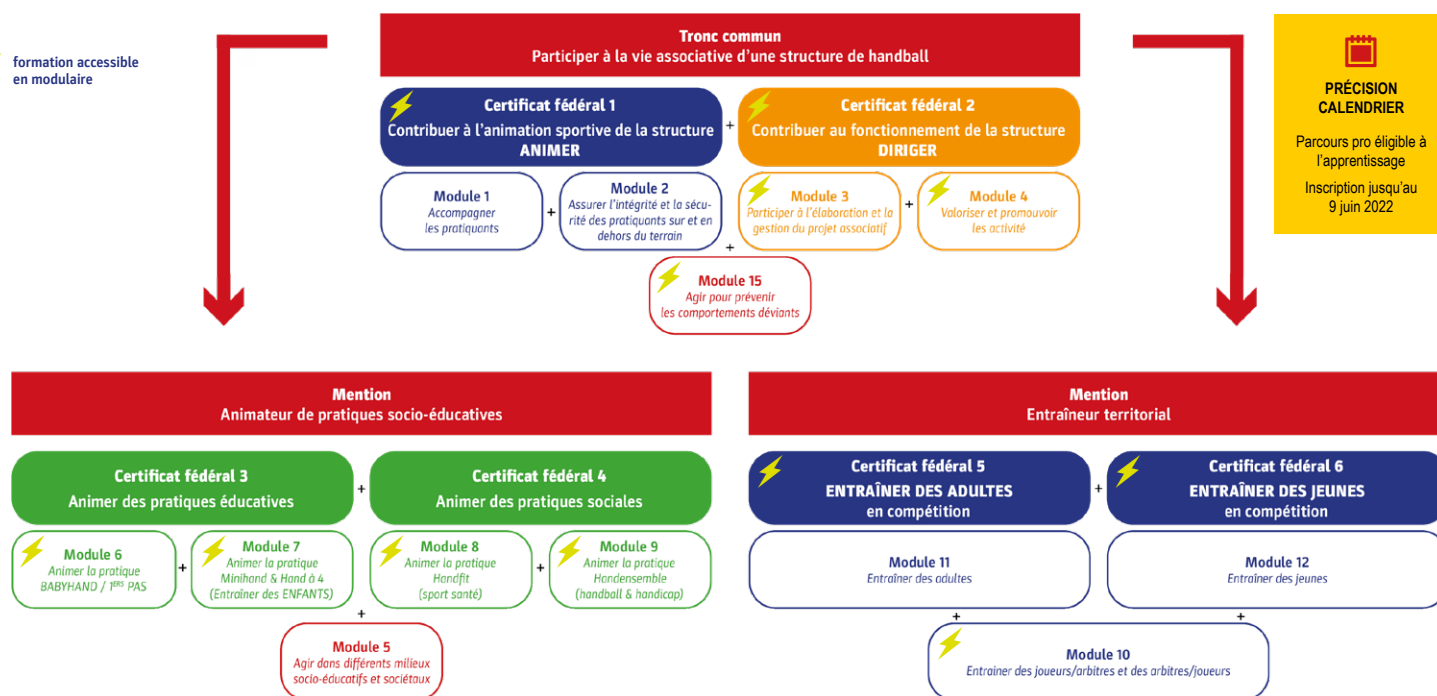 formation accessible
en modulaire
Tronc commun
Participer à la vie associative d'une structure de handball
PRÉCISION
CALENDRIER
Parcours pro éligible à
l'apprentissage
Inscription jusqu'au
9 juin 2022
Certificat fédéral 1
Contribuer à l'animation sportive de la structure
ANIMER
+
Certificat fédéral 2
Contribuer au fonctionnement de la structure
DIRIGER
Module 1
Accompagner
les pratiquants
+
Module 2
Assurer l'intégrité et la sécu-
rité des pratiquants sur et en
dehors du terrain
Module 3
Participer à l'élaboration et la
gestion du projet associatif
+
Module 4
Valoriser et promouvoir
les activité
+
Module 15
Agir pour prévenir
les comportements déviants
Mention
Animateur de pratiques socio-éducatives
Certificat fédéral 3
Animer des pratiques éducatives
+
Certificat fédéral 4
Animer des pratiques sociales
Module 6
Animer la pratique
BABYHAND / 1ERS PAS
+
Module 7
Animer la pratique
Minihand & Hand à 4
(Entraîner des ENFANTS)
Module 8
Animer la pratique
Handfit
(sport santé)
+
Module 9
Animer la pratique
Handensemble
(handball & handicap)
+
Module 5
Agir dans différents milieux
socio-éducatifs et sociétaux
Mention
Entraîneur territorial
Certificat fédéral 5
ENTRAÎNER DES ADULTES
en compétition
+
Certificat fédéral 6
ENTRAÎNER DES JEUNES
en compétition
Module 11
Entraîner des adultes
Module 12
Entraîner des jeunes
+
+
Module 10
Entrainer des joueurs/arbitres et des arbitres/joueurs